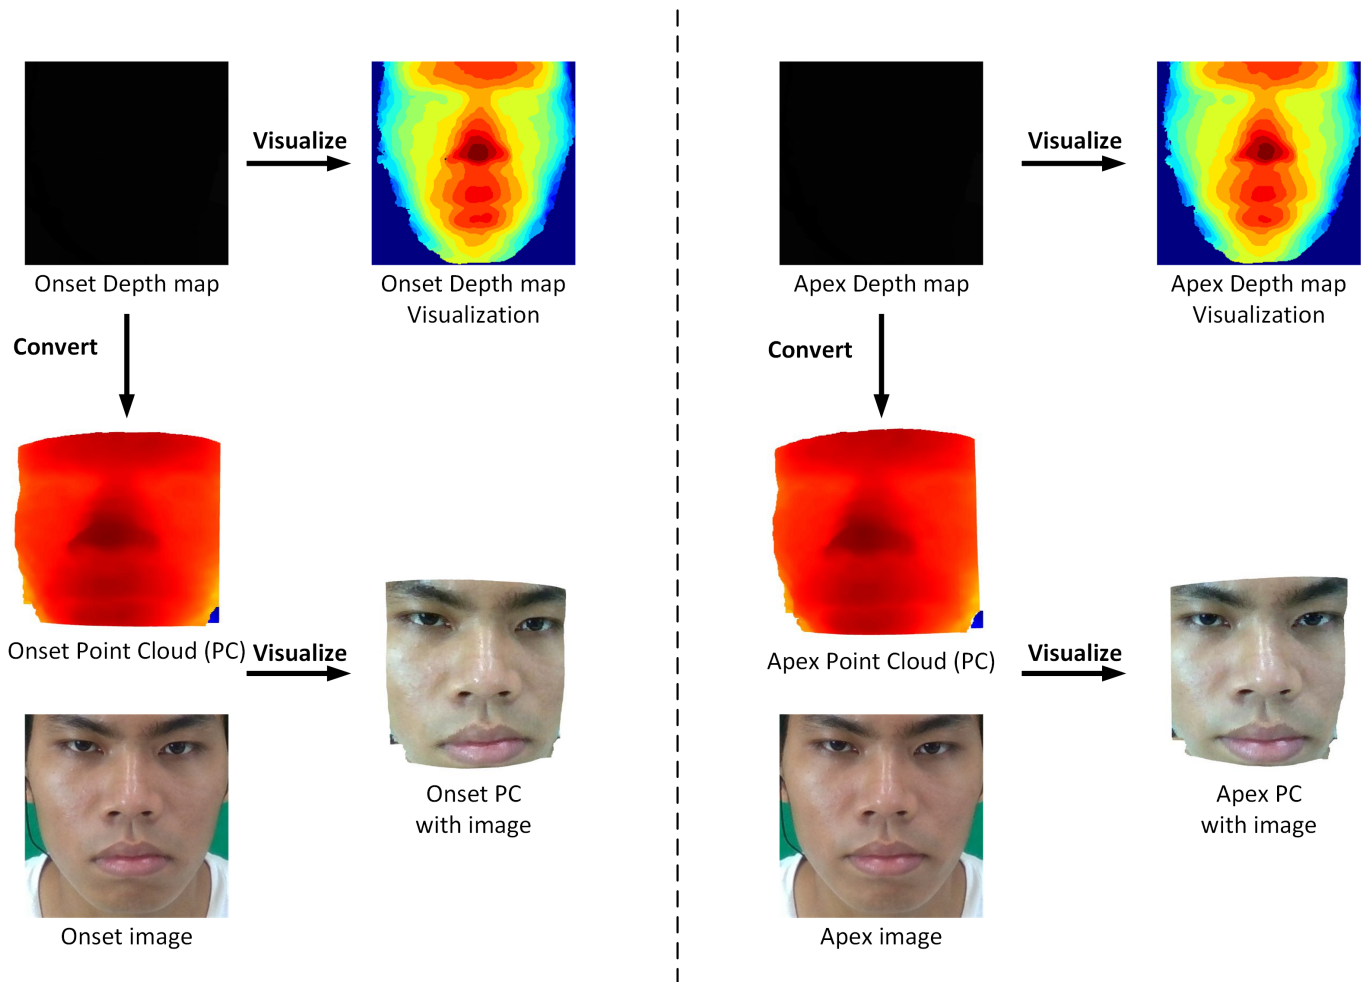 Visualize
Onset Depth map
Onset Depth map
Visualization
Convert
Onset Point Cloud (PC)
Visualize
Onset image
Onset PC
with image
Visualize
Apex Depth map
Apex Depth map
Visualization
Convert
Apex Point Cloud (PC)
Visualize
Apex image
Apex PC
with image